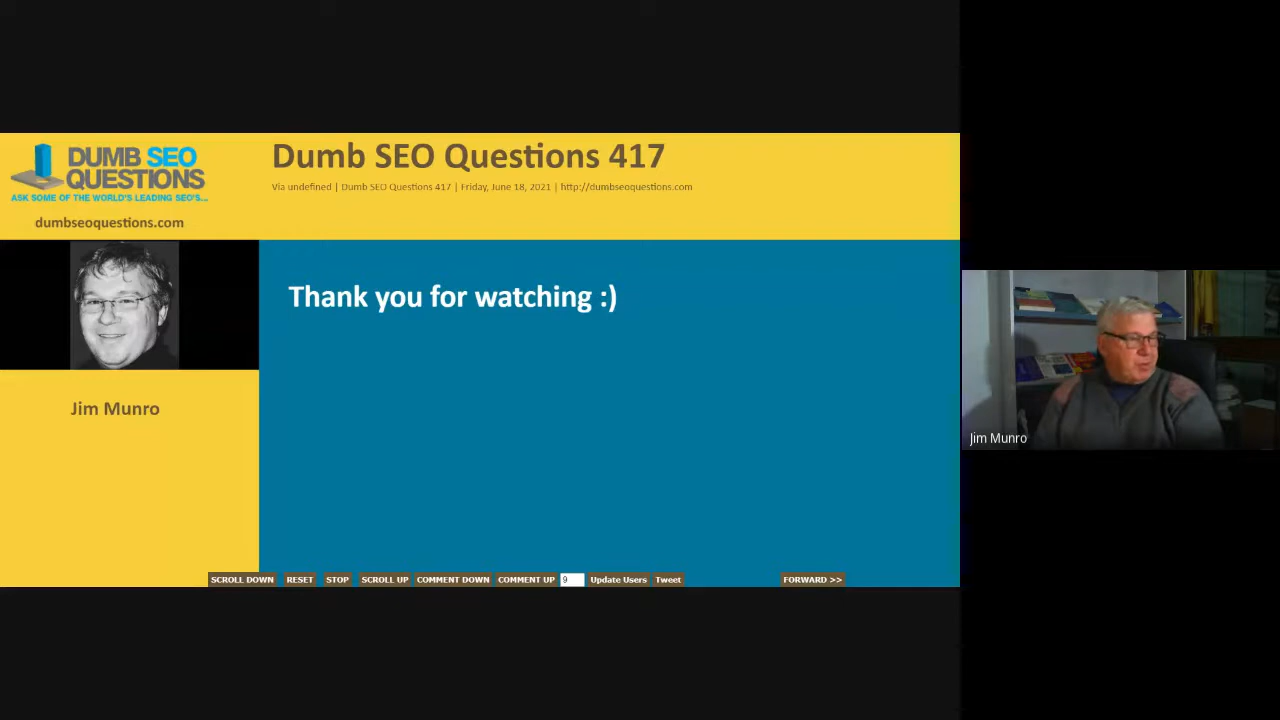 DUMB SEO
QUESTIONS
ASK SOME OF THE WORLD'S LEADING SEO'S...
dumbseoquestions.com
Dumb SEO Questions 417
Via undefined | Dumb SEO Questions 417 | Friday, June 18, 2021 | http://dumbseoquestions.com
Thank you for watching :)
Jim Munro
Jim Munro
SCROLL DOWN RESET STOP SCROLL UP COMMENT DOWN COMMENT UP 9 Update Users Tweet FORWARD >>